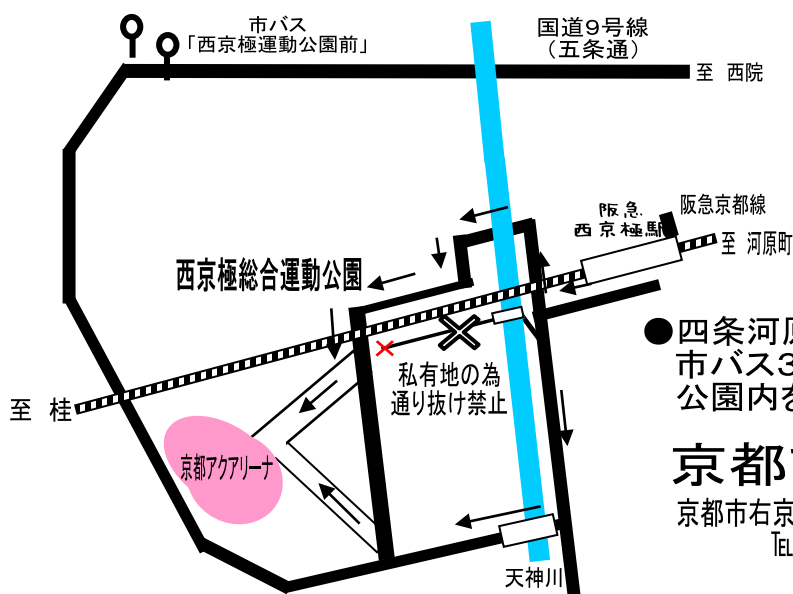 市バス
「西京極運動公園前」
国道9号線
（五条通）
至 西院
阪急
西京極駅
阪急京都線
至 河原町
西京極総合運動公園
私有地の為
通り抜け禁止
至 桂
京都アクアリーナ
天神川
●四条河原
市バス3
公園内を
京都市
京都市右京
TEL